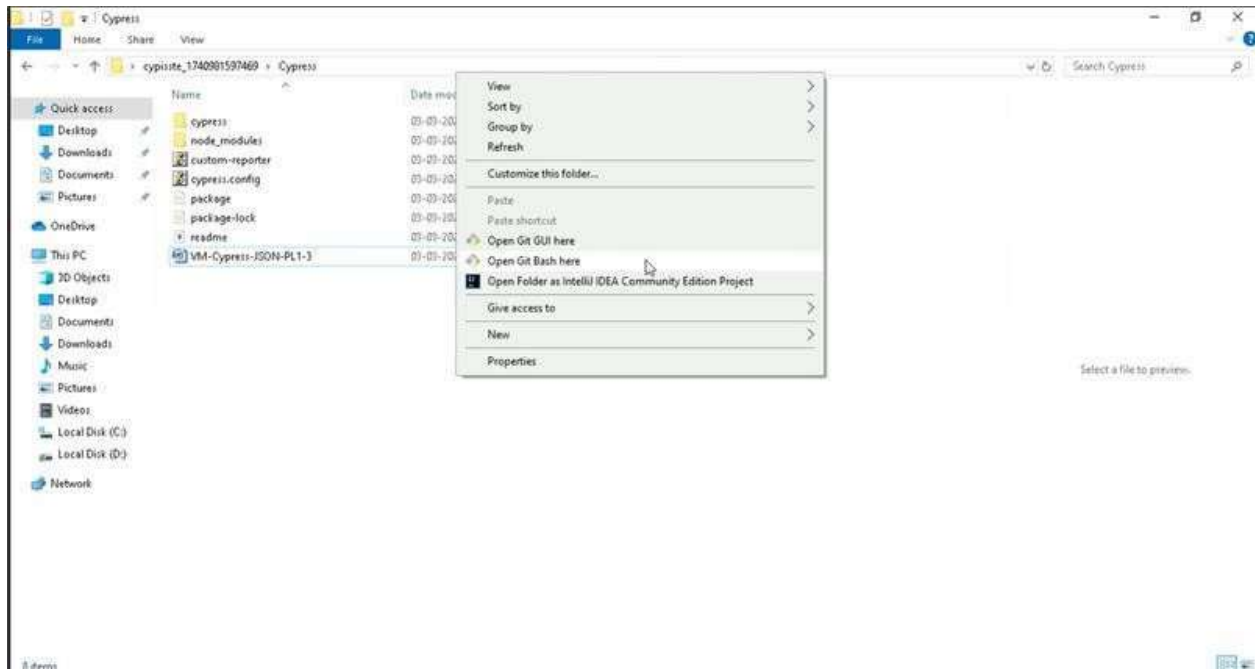 Cypress
File Home Share View
cypisite_1740981597469 > Cypress
Search Cypress
Name
Quick access
Desktop
Downloads
Documents
Pictures
OneDrive
This PC
3D Objects
Desktop
Documents
Downloads
Music
Pictures
Videos
Local Disk (C:)
Local Disk (D:)
Network
cypress
node_modules
custom-reporter
cypress.config
package
package-lock
readme
VM-Cypress-JSON-PL1-3
View
Sort by
Group by
Refresh
Customize this folder...
Paste
Paste shortcut
Open Git GUI here
Open Git Bash here
Open Folder as IntelliJ IDEA Community Edition Project
Give access to
New
Properties
Select a file to preview.
8 items